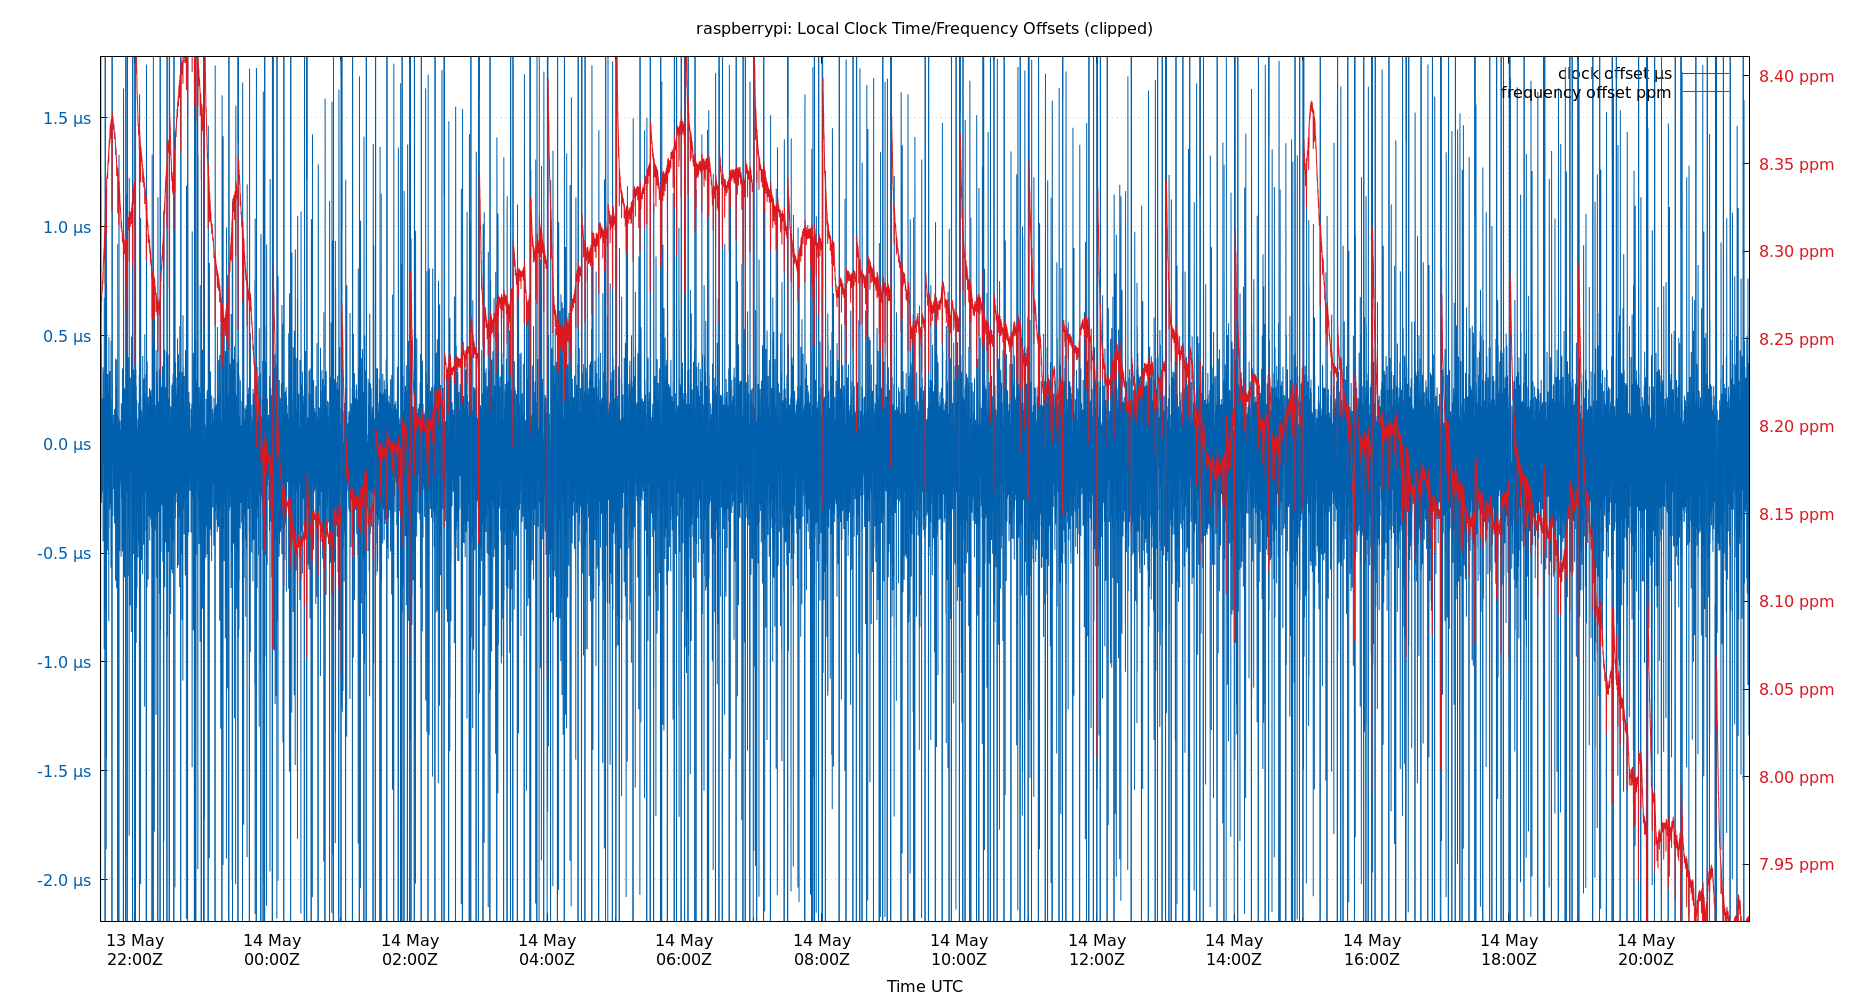 raspberrypi: Local Clock Time/Frequency Offsets (clipped)
clock offset µs
frequency offset ppm
1.5 µs
1.0 µs
0.5 µs
0.0 µs
-0.5 µs
-1.0 µs
-1.5 µs
-2.0 µs
8.40 ppm
8.35 ppm
8.30 ppm
8.25 ppm
8.20 ppm
8.15 ppm
8.10 ppm
8.05 ppm
8.00 ppm
7.95 ppm
13 May
22:00Z
14 May
00:00Z
14 May
02:00Z
14 May
04:00Z
14 May
06:00Z
14 May
08:00Z
14 May
10:00Z
14 May
12:00Z
14 May
14:00Z
14 May
16:00Z
14 May
18:00Z
14 May
20:00Z
Time UTC